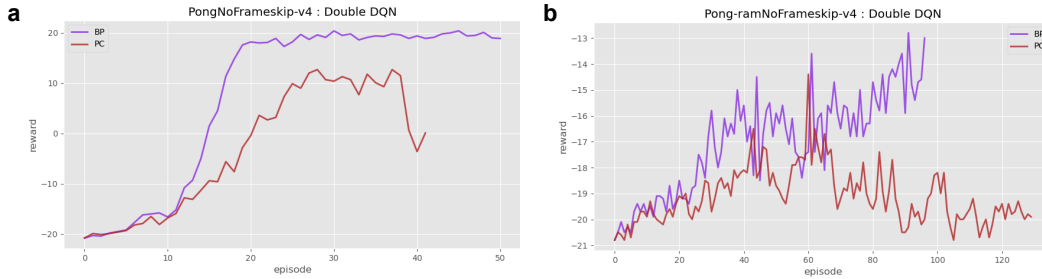 a
PongNoFrameskip-v4 : Double DQN
BP
PC
20
10
0
−10
−20
reward
0
10
20
30
40
50
episode
b
Pong-ramNoFrameskip-v4 : Double DQN
BP
PC
−13
−14
−15
−16
−17
−18
−19
−20
−21
reward
0
20
40
60
80
100
120
episode